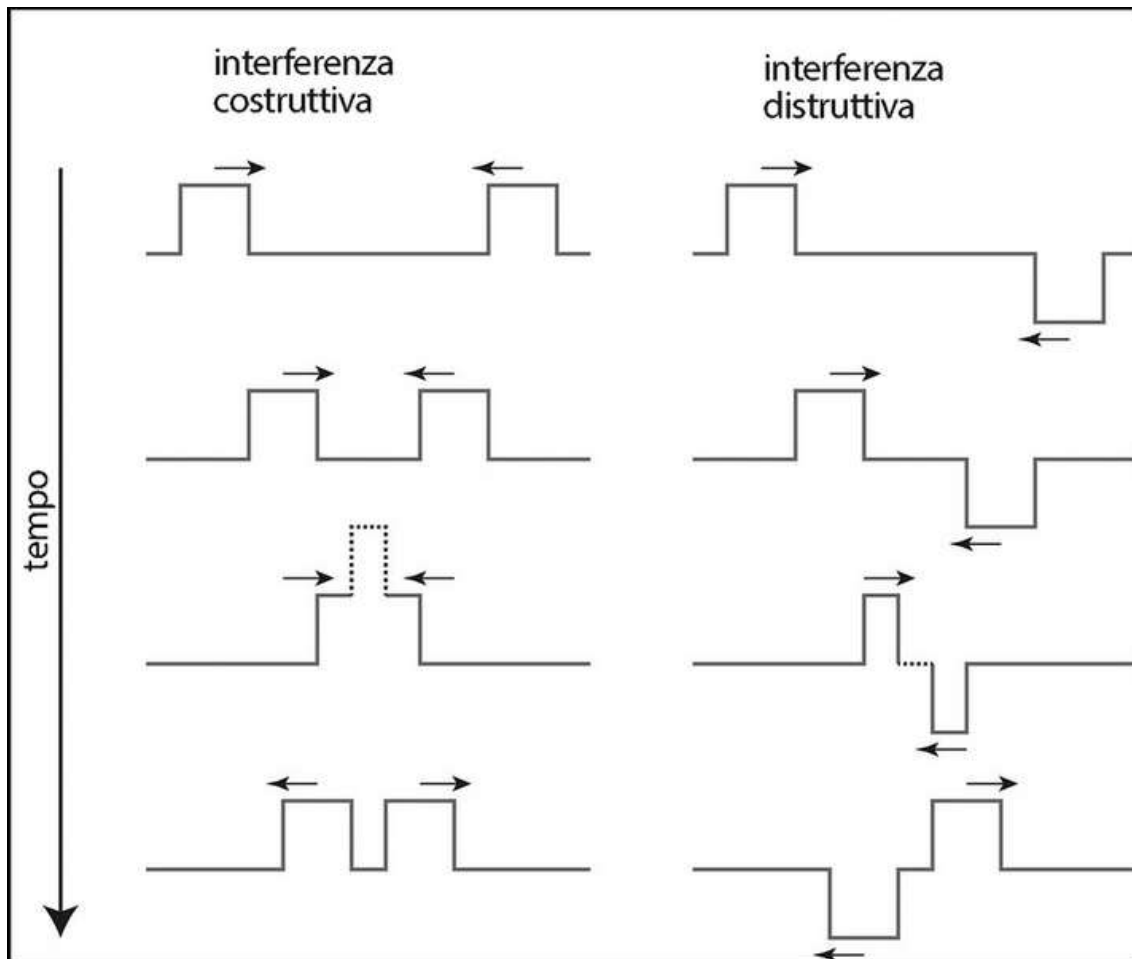 interferenza
costruttiva
interferenza
distruttiva
tempo